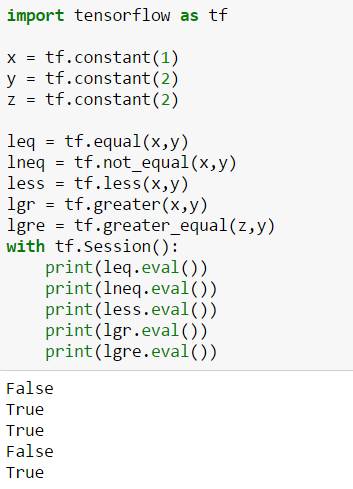 import tensorflow as tf
x = tf.constant(1)
y = tf.constant(2)
z = tf.constant(2)
leq = tf.equal(x,y)
lneq = tf.not_equal(x,y)
less = tf.less(x,y)
lgr = tf.greater(x,y)
lgre = tf.greater_equal(z,y)
with tf.Session():
    print(leq.eval())
    print(lneq.eval())
    print(less.eval())
    print(lgr.eval())
    print(lgre.eval())
False
True
True
False
True